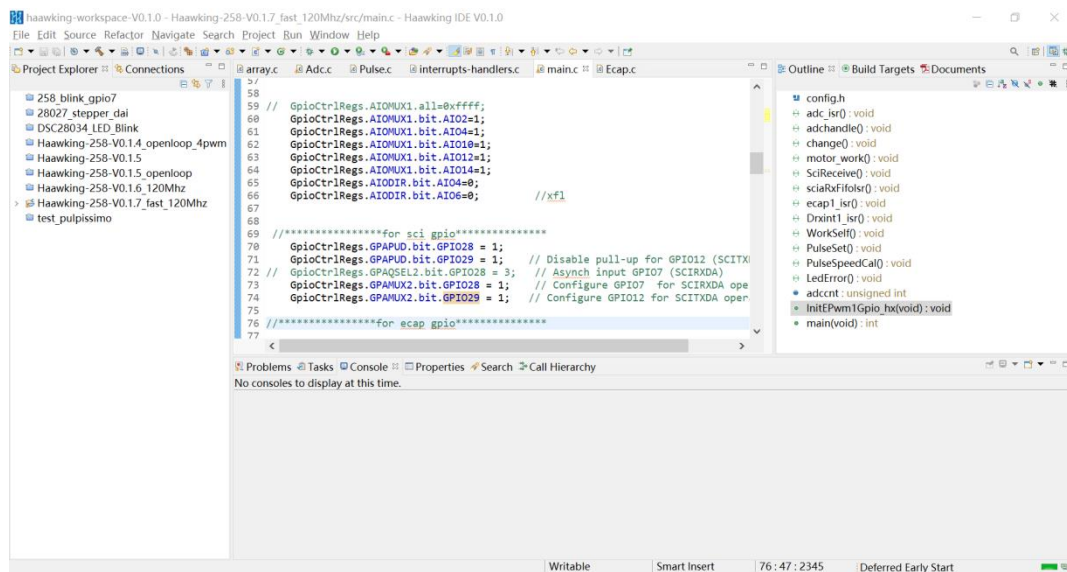 haawking-workspace-V0.1.0 - Haawking-258-V0.1.7_fast_120Mhz/src/main.c - Haawking IDE V0.1.0
File Edit Source Refactor Navigate Search Project Run Window Help
Project Explorer Connections
258_blink_gpio7
28027_stepper_dai
DSC28034_LED_Blink
Haawking-258-V0.1.4_openloop_4pwm
Haawking-258-V0.1.5
Haawking-258-V0.1.5_openloop
Haawking-258-V0.1.6_120Mhz
Haawking-258-V0.1.7_fast_120Mhz
test_pulpissimo
array.c Adc.c Pulse.c interrupts-handlers.c main.c Ecap.c
57
58
59 // GpioCtrlRegs.AIOMUX1.all=0xffff;
60 GpioCtrlRegs.AIOMUX1.bit.AIO2=1;
61 GpioCtrlRegs.AIOMUX1.bit.AIO4=1;
62 GpioCtrlRegs.AIOMUX1.bit.AIO10=1;
63 GpioCtrlRegs.AIOMUX1.bit.AIO12=1;
64 GpioCtrlRegs.AIOMUX1.bit.AIO14=1;
65 GpioCtrlRegs.AIODIR.bit.AIO4=0;
66 GpioCtrlRegs.AIODIR.bit.AIO6=0; //xfl
67
68
69 //****************for sci gpio***************
70 GpioCtrlRegs.GPAPUD.bit.GPIO28 = 1;
71 GpioCtrlRegs.GPAPUD.bit.GPIO29 = 1; // Disable pull-up for GPIO12 (SCITX
72 // GpioCtrlRegs.GPAQSEL2.bit.GPIO28 = 3; // Asynch input GPIO7 (SCIRXDA)
73 GpioCtrlRegs.GPAMUX2.bit.GPIO28 = 1; // Configure GPIO7 for SCIRXDA ope
74 GpioCtrlRegs.GPAMUX2.bit.GPIO29 = 1; // Configure GPIO12 for SCITXDA oper
75
76 //****************for ecap gpio***************
77
Outline Build Targets Documents
config.h
adc_isr() : void
adchandle() : void
change() : void
motor_work() : void
SciReceive() : void
sciaRxFifoIsr() : void
ecap1_isr() : void
Drxint1_isr() : void
WorkSelf() : void
PulseSet() : void
PulseSpeedCal() : void
LedError() : void
adccnt : unsigned int
InitEPwm1Gpio_hx(void) : void
main(void) : int
Problems Tasks Console Properties Search Call Hierarchy
No consoles to display at this time.
Writable Smart Insert 76 : 47 : 2345 Deferred Early Start